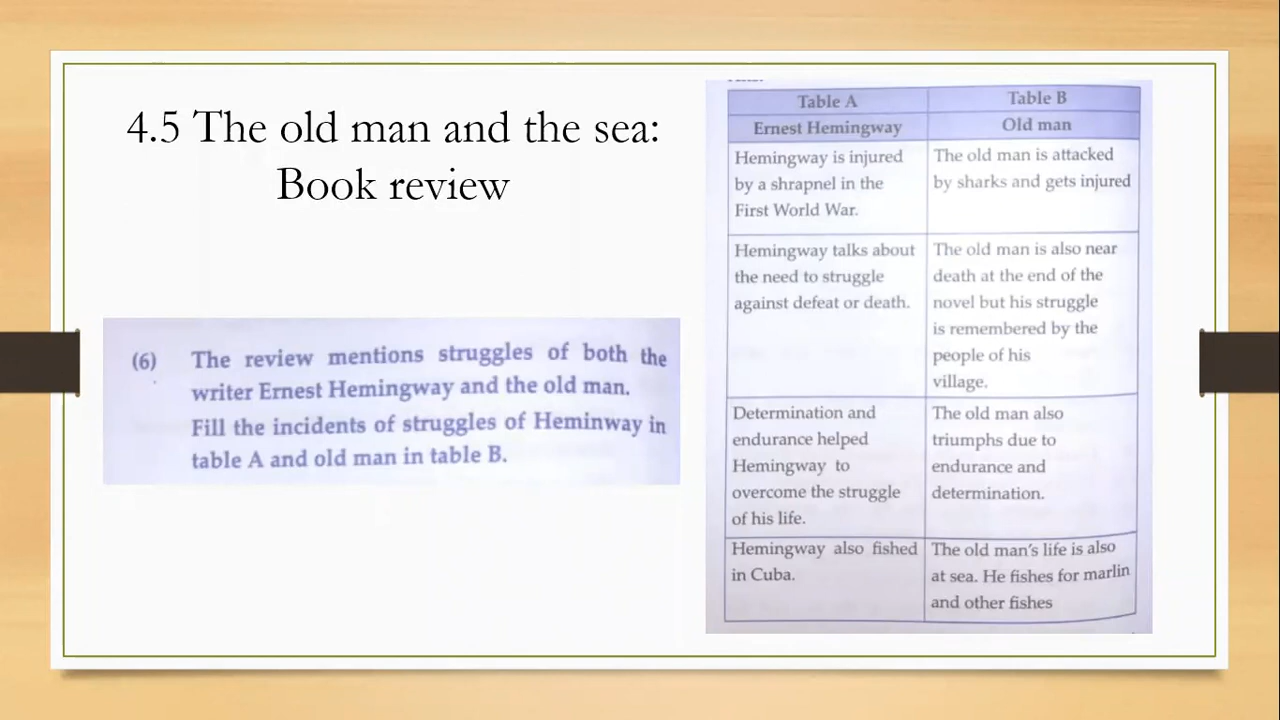 4.5 The old man and the sea:
Book review
(6) The review mentions struggles of both the
writer Ernest Hemingway and the old man.
Fill the incidents of struggles of Heminway in
table A and old man in table B.
Table A
Table B
Ernest Hemingway
Old man
Hemingway is injured
by a shrapnel in the
First World War.
The old man is attacked
by sharks and gets injured
Hemingway talks about
the need to struggle
against defeat or death.
The old man is also near
death at the end of the
novel but his struggle
is remembered by the
people of his
village.
Determination and
endurance helped
Hemingway to
overcome the struggle
of his life.
The old man also
triumphs due to
endurance and
determination.
Hemingway also fished
in Cuba.
The old man's life is also
at sea. He fishes for marlin
and other fishes